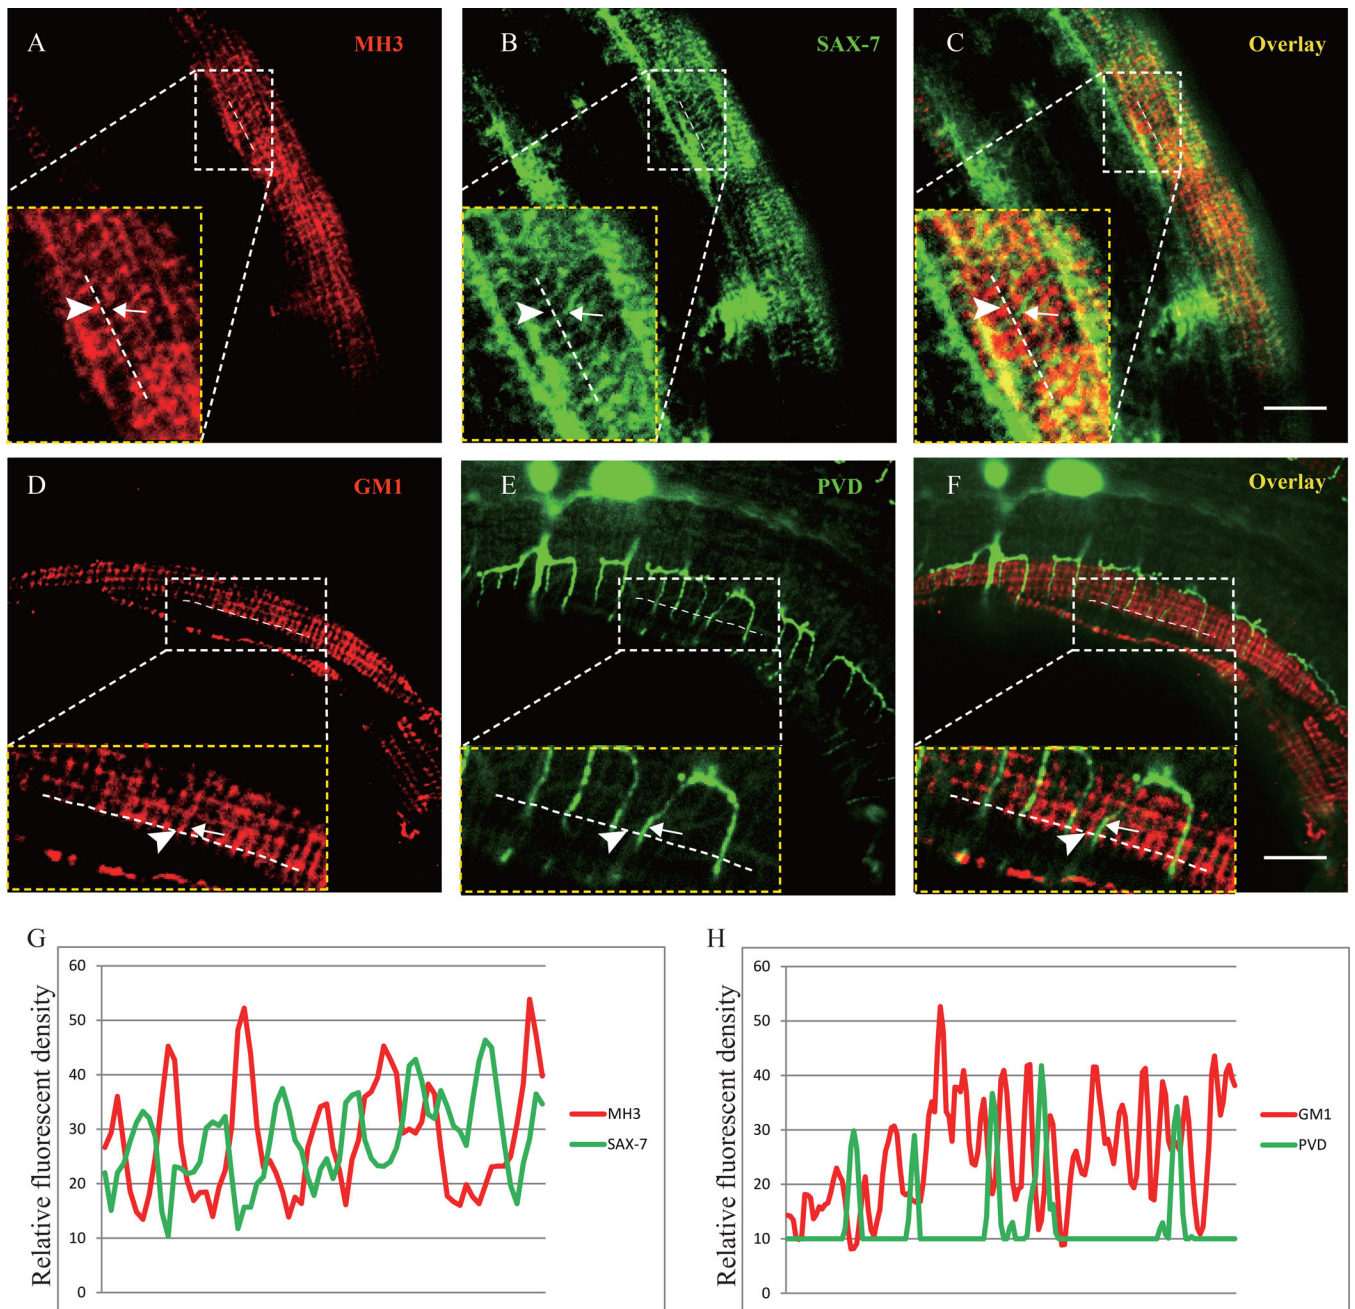 A MH3
B SAX-7
C Overlay
D GM1
E PVD
F Overlay
G
Relative fluorescent density
60
50
40
30
20
10
0
MH3
SAX-7
H
Relative fluorescent density
60
50
40
30
20
10
0
GM1
PVD